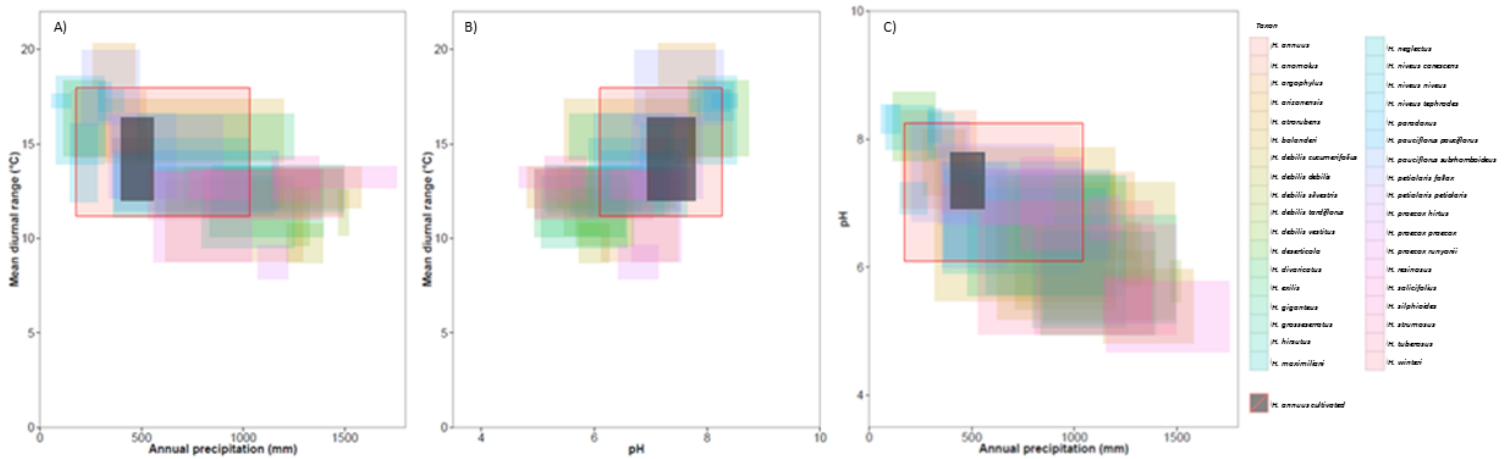 A)
20
15
10
5
0
Mean diurnal range (°C)
0
500
1000
1500
Annual precipitation (mm)
B)
20
15
10
5
0
Mean diurnal range (°C)
4
6
8
10
pH
C)
10
8
6
4
pH
0
500
1000
1500
Annual precipitation (mm)
Taxon
H. annuus
H. anomalus
H. argophyllus
H. arizonensis
H. atrorubens
H. bolanderi
H. debilis cucumerifolius
H. debilis debilis
H. debilis silvestris
H. debilis tardiflorus
H. debilis vestitus
H. deserticola
H. divaricatus
H. exilis
H. giganteus
H. grosseserratus
H. hirsutus
H. maximiliani
H. neglectus
H. niveus canescens
H. niveus niveus
H. niveus tephrodes
H. paradoxus
H. pauciflorus pauciflorus
H. pauciflorus subrhomboideus
H. petiolaris fallax
H. petiolaris petiolaris
H. praecox hirtus
H. praecox praecox
H. praecox runyonii
H. resinosus
H. salicifolius
H. silphioides
H. strumosus
H. tuberosus
H. winteri
H. annuus cultivated